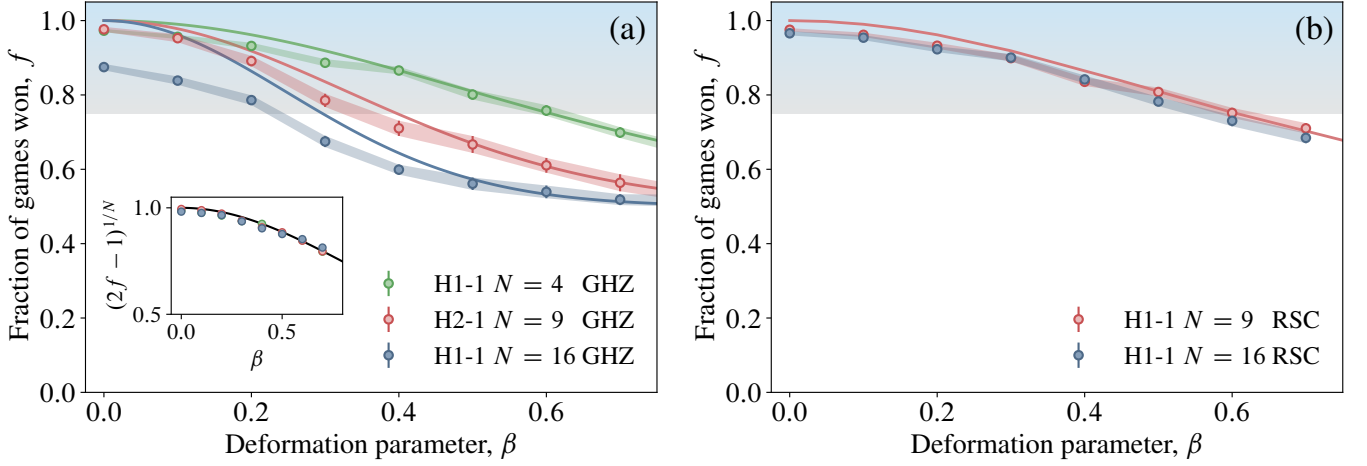 (a)
Fraction of games won, f
1.0
0.8
0.6
0.4
0.2
0.0
0.0
0.2
0.4
0.6
Deformation parameter, β
(2f − 1)^{1/N}
1.0
0.5
0.0
0.5
β
H1-1 N = 4 GHZ
H2-1 N = 9 GHZ
H1-1 N = 16 GHZ
(b)
Fraction of games won, f
1.0
0.8
0.6
0.4
0.2
0.0
0.0
0.2
0.4
0.6
Deformation parameter, β
H1-1 N = 9 RSC
H1-1 N = 16 RSC